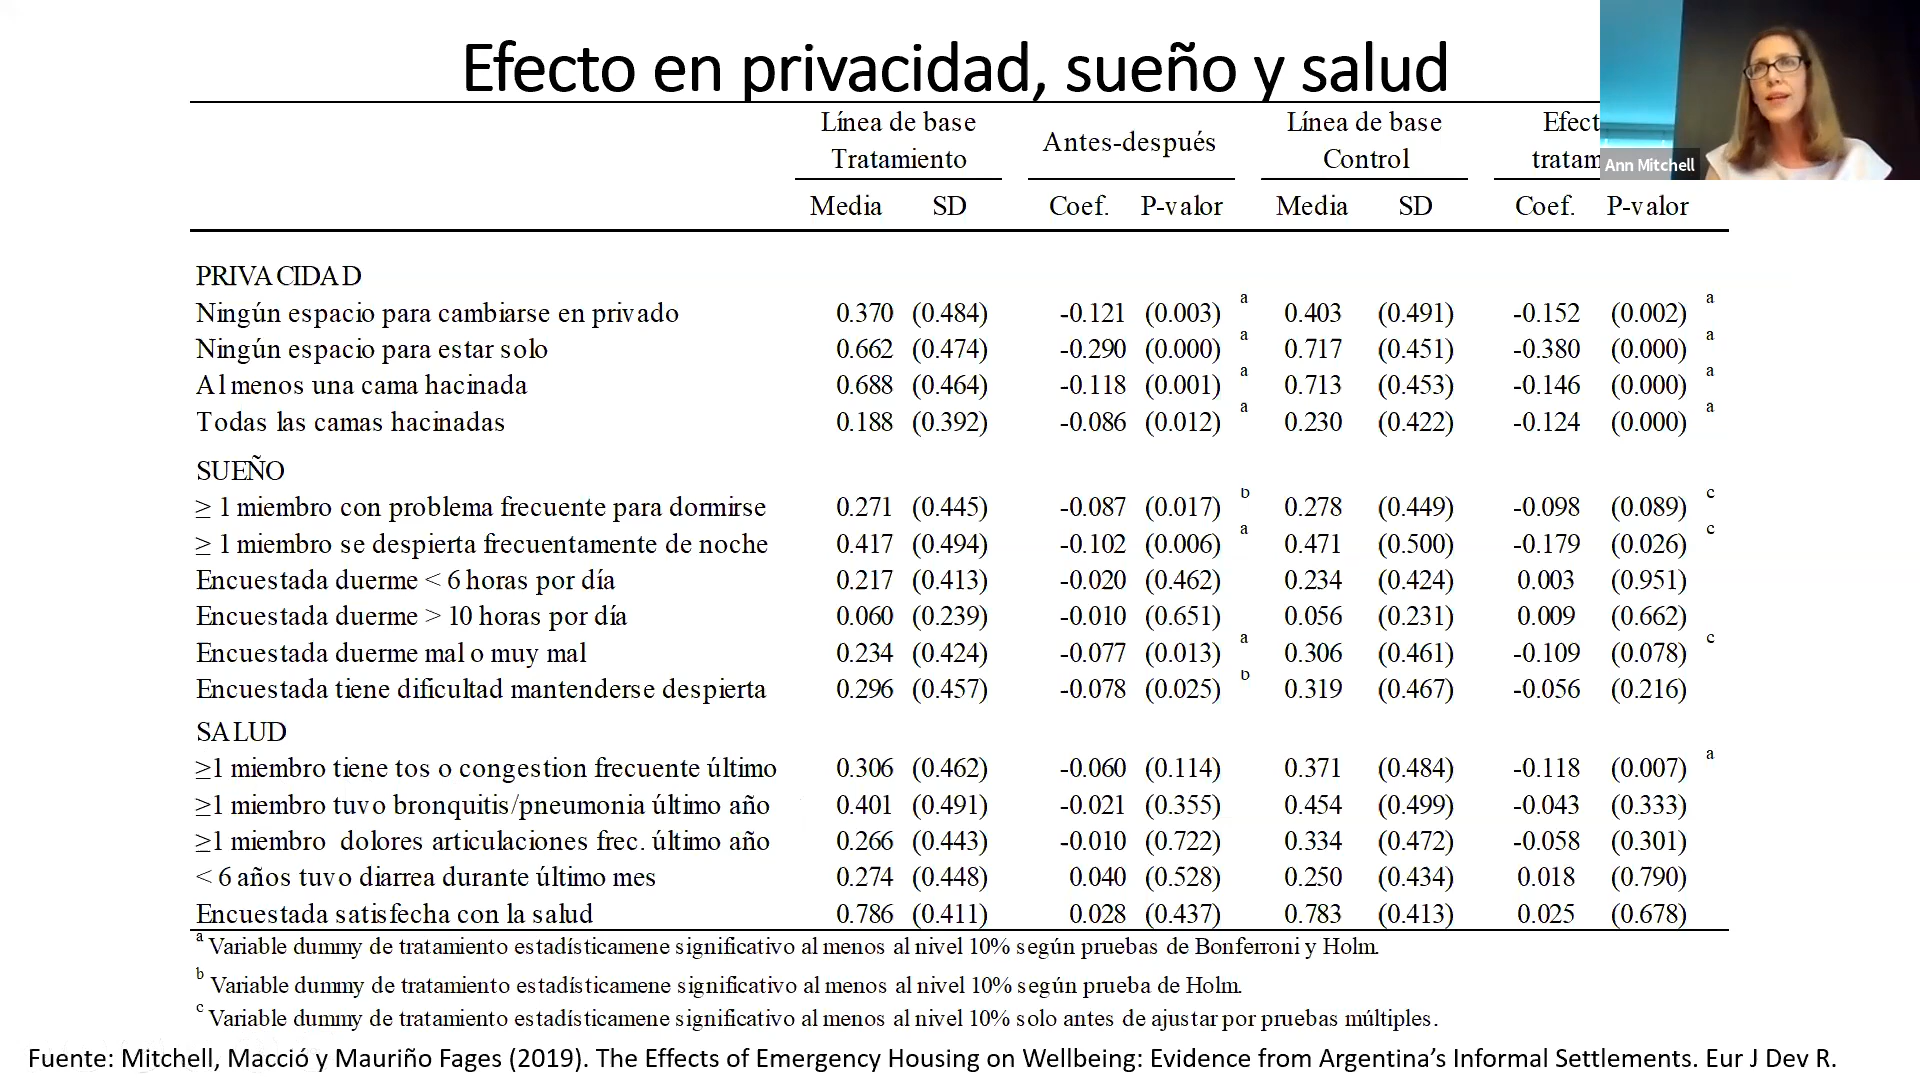 Efecto en privacidad, sueño y salud
Línea de base Tratamiento Antes-después Línea de base Control
Ann Mitchell
Media SD Coef. P-valor Media SD Coef. P-valor
PRIVACIDAD
Ningún espacio para cambiarse en privado 0.370 (0.484) -0.121 (0.003) a 0.403 (0.491) -0.152 (0.002) a
Ningún espacio para estar solo 0.662 (0.474) -0.290 (0.000) a 0.717 (0.451) -0.380 (0.000) a
Al menos una cama hacinada 0.688 (0.464) -0.118 (0.001) a 0.713 (0.453) -0.146 (0.000) a
Todas las camas hacinadas 0.188 (0.392) -0.086 (0.012) a 0.230 (0.422) -0.124 (0.000) a
SUEÑO
≥ 1 miembro con problema frecuente para dormirse 0.271 (0.445) -0.087 (0.017) b 0.278 (0.449) -0.098 (0.089) c
≥ 1 miembro se despierta frecuentamente de noche 0.417 (0.494) -0.102 (0.006) a 0.471 (0.500) -0.179 (0.026) c
Encuestada duerme < 6 horas por día 0.217 (0.413) -0.020 (0.462) 0.234 (0.424) 0.003 (0.951)
Encuestada duerme > 10 horas por día 0.060 (0.239) -0.010 (0.651) 0.056 (0.231) 0.009 (0.662)
Encuestada duerme mal o muy mal 0.234 (0.424) -0.077 (0.013) a 0.306 (0.461) -0.109 (0.078) c
Encuestada tiene dificultad mantenderse despierta 0.296 (0.457) -0.078 (0.025) b 0.319 (0.467) -0.056 (0.216)
SALUD
≥1 miembro tiene tos o congestion frecuente último 0.306 (0.462) -0.060 (0.114) 0.371 (0.484) -0.118 (0.007) a
≥1 miembro tuvo bronquitis/pneumonia último año 0.401 (0.491) -0.021 (0.355) 0.454 (0.499) -0.043 (0.333)
≥1 miembro dolores articulaciones frec. último año 0.266 (0.443) -0.010 (0.722) 0.334 (0.472) -0.058 (0.301)
< 6 años tuvo diarrea durante último mes 0.274 (0.448) 0.040 (0.528) 0.250 (0.434) 0.018 (0.790)
Encuestada satisfecha con la salud 0.786 (0.411) 0.028 (0.437) 0.783 (0.413) 0.025 (0.678)
a Variable dummy de tratamiento estadísticamene significativo al menos al nivel 10% según pruebas de Bonferroni y Holm.
b Variable dummy de tratamiento estadísticamene significativo al menos al nivel 10% según prueba de Holm.
c Variable dummy de tratamiento estadísticamene significativo al menos al nivel 10% solo antes de ajustar por pruebas múltiples.
Fuente: Mitchell, Macció y Mauriño Fages (2019). The Effects of Emergency Housing on Wellbeing: Evidence from Argentina's Informal Settlements. Eur J Dev R.